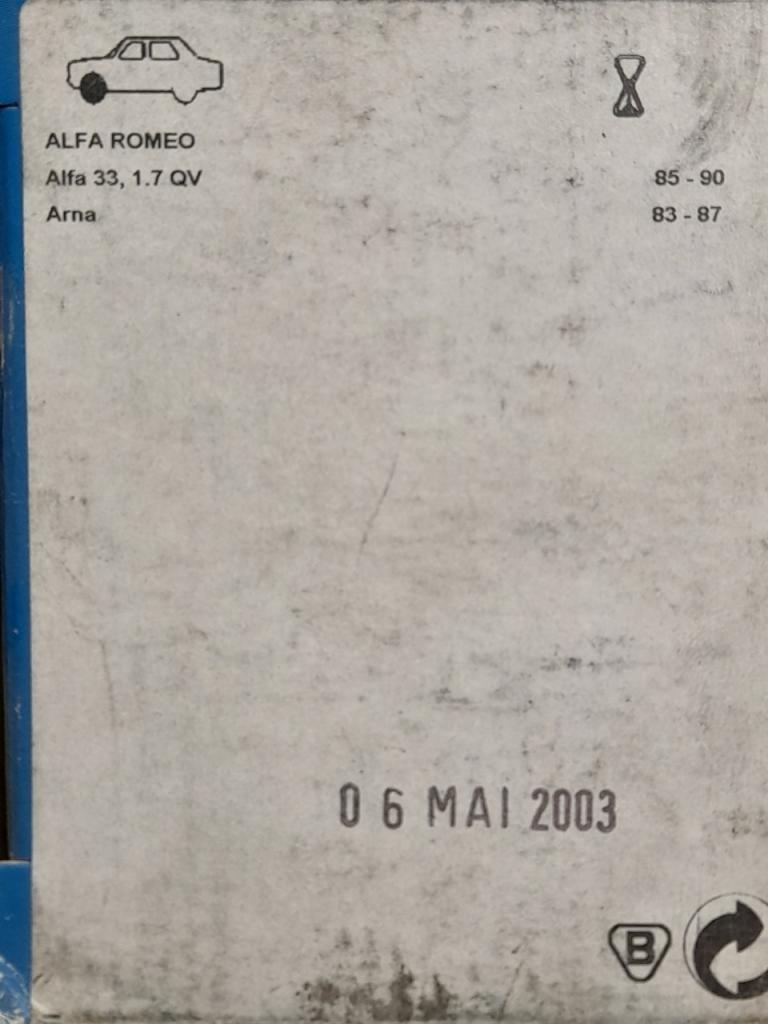 ALFA ROMEO
Alfa 33, 1.7 QV 85 - 90
Arna 83 - 87
0 6 MAI 2003
B